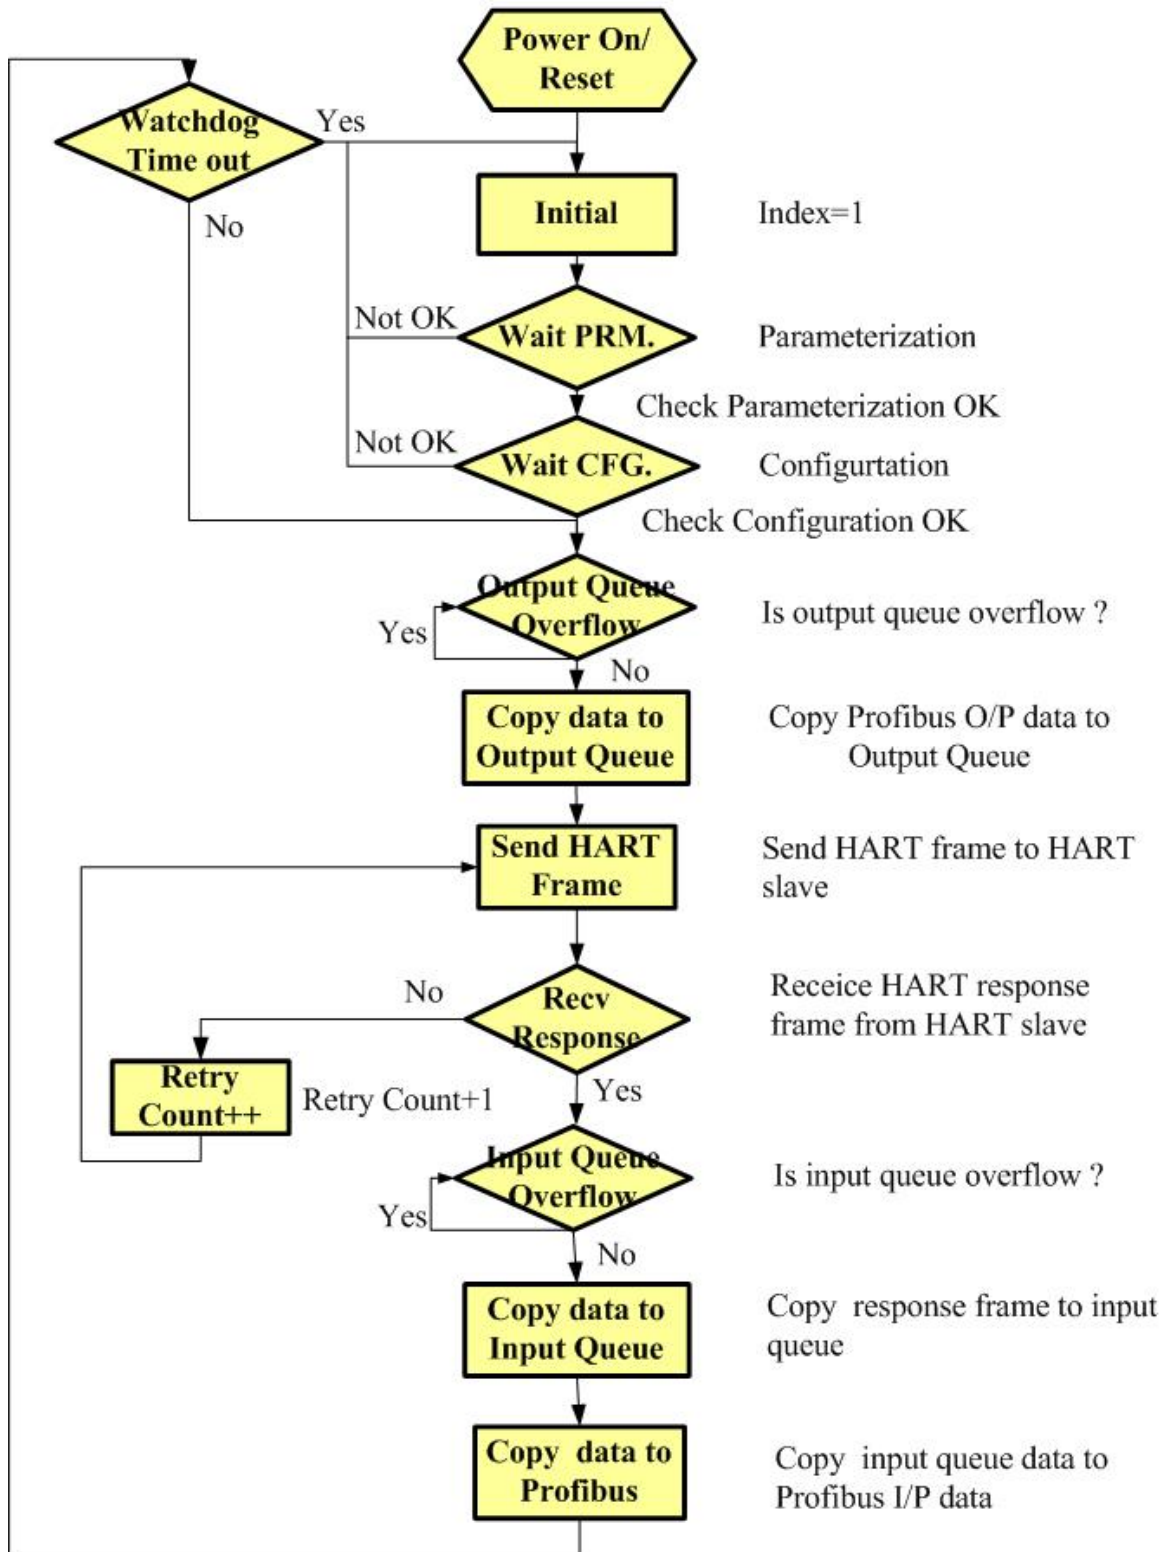 Power On/
Reset
Watchdog
Time out
Yes
No
Initial
Index=1
Not OK
Wait PRM.
Parameterization
Check Parameterization OK
Not OK
Wait CFG.
Configurtation
Check Configuration OK
Output Queue
Overflow
Is output queue overflow ?
Yes
No
Copy data to
Output Queue
Copy Profibus O/P data to
Output Queue
Send HART
Frame
Send HART frame to HART
slave
No
Recv
Response
Receice HART response
frame from HART slave
Retry
Count++
Retry Count+1
Yes
Input Queue
Overflow
Is input queue overflow ?
Yes
No
Copy data to
Input Queue
Copy  response frame to input
queue
Copy  data to
Profibus
Copy  input queue data to
Profibus I/P data